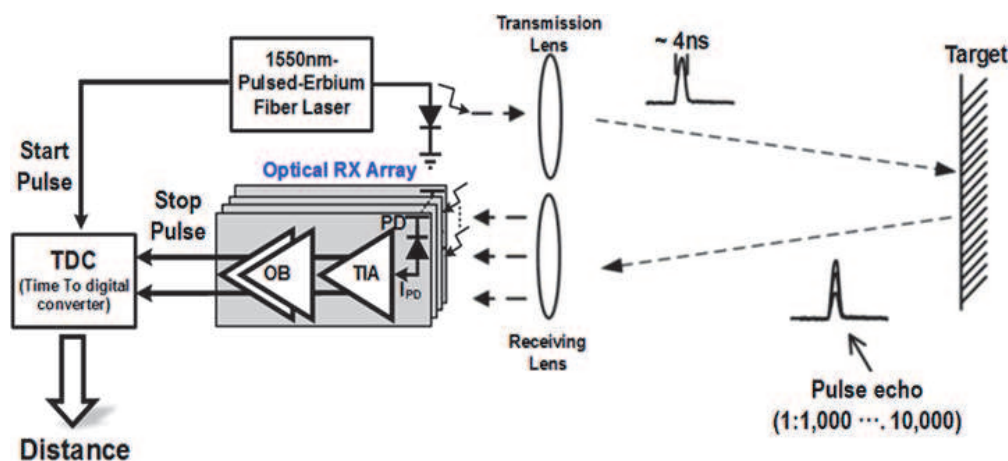 Transmission
Lens
~ 4ns
Target
1550nm-
Pulsed-Erbium
Fiber Laser
Start
Pulse
Optical RX Array
Stop
Pulse
PD
TDC
(Time To digital
converter)
OB
TIA
IPD
Receiving
Lens
Pulse echo
(1:1,000 ···. 10,000)
Distance